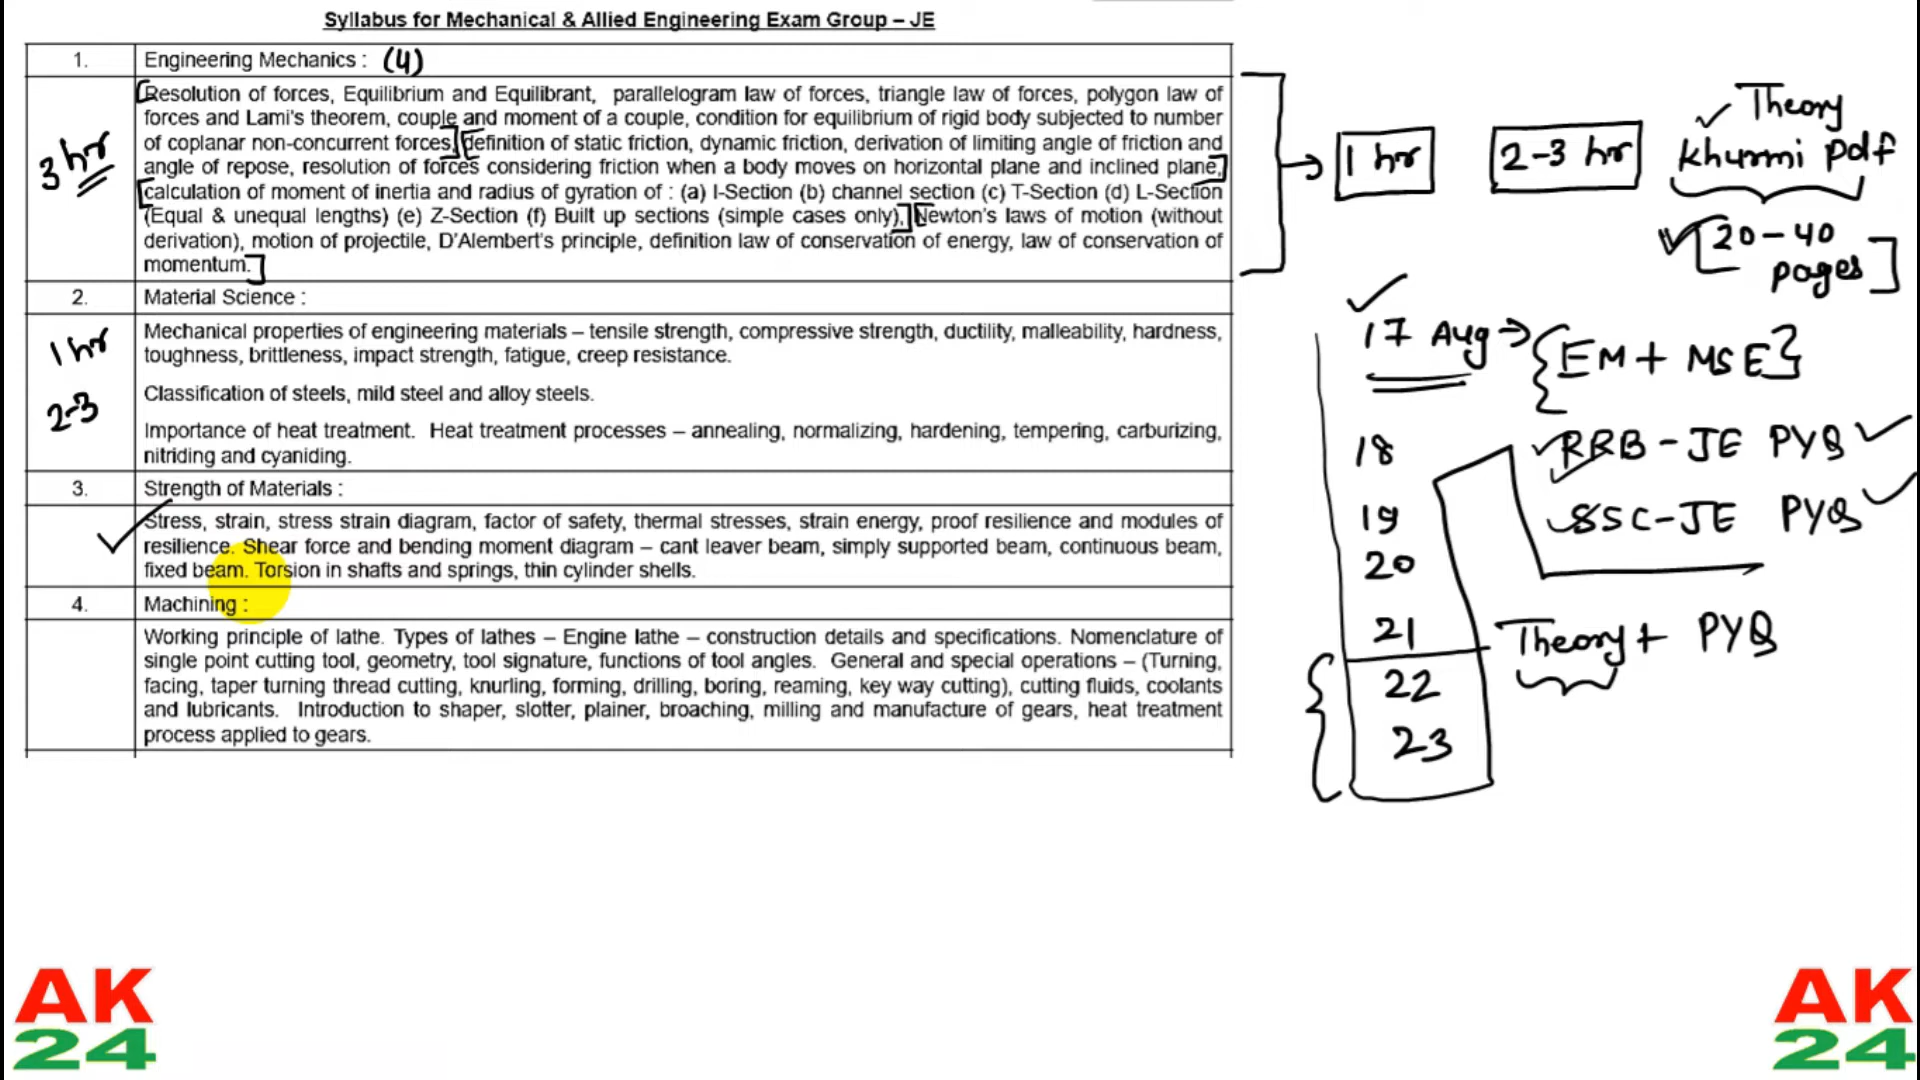 Syllabus for Mechanical & Allied Engineering Exam Group – JE
1. Engineering Mechanics : (4)
3 hr
Resolution of forces, Equilibrium and Equilibrant, parallelogram law of forces, triangle law of forces, polygon law of
forces and Lami's theorem, couple and moment of a couple, condition for equilibrium of rigid body subjected to number
of coplanar non-concurrent forces, definition of static friction, dynamic friction, derivation of limiting angle of friction and
angle of repose, resolution of forces considering friction when a body moves on horizontal plane and inclined plane,
calculation of moment of inertia and radius of gyration of : (a) I-Section (b) channel section (c) T-Section (d) L-Section
(Equal & unequal lengths) (e) Z-Section (f) Built up sections (simple cases only), Newton's laws of motion (without
derivation), motion of projectile, D'Alembert's principle, definition law of conservation of energy, law of conservation of
momentum.
2. Material Science :
1 hr
2-3
Mechanical properties of engineering materials – tensile strength, compressive strength, ductility, malleability, hardness,
toughness, brittleness, impact strength, fatigue, creep resistance.
Classification of steels, mild steel and alloy steels.
Importance of heat treatment. Heat treatment processes – annealing, normalizing, hardening, tempering, carburizing,
nitriding and cyaniding.
3. Strength of Materials :
Stress, strain, stress strain diagram, factor of safety, thermal stresses, strain energy, proof resilience and modules of
resilience. Shear force and bending moment diagram – cant leaver beam, simply supported beam, continuous beam,
fixed beam. Torsion in shafts and springs, thin cylinder shells.
4. Machining :
Working principle of lathe. Types of lathes – Engine lathe – construction details and specifications. Nomenclature of
single point cutting tool, geometry, tool signature, functions of tool angles. General and special operations – (Turning,
facing, taper turning thread cutting, knurling, forming, drilling, boring, reaming, key way cutting), cutting fluids, coolants
and lubricants. Introduction to shaper, slotter, plainer, broaching, milling and manufacture of gears, heat treatment
process applied to gears.
1 hr
2-3 hr
Theory
Khurmi pdf
20-40
pages
17 Aug → {EM + MSE}
18
RRB-JE PYQ
19
SSC-JE PYQ
20
21
Theory + PYQ
22
23
AK
24
AK
24